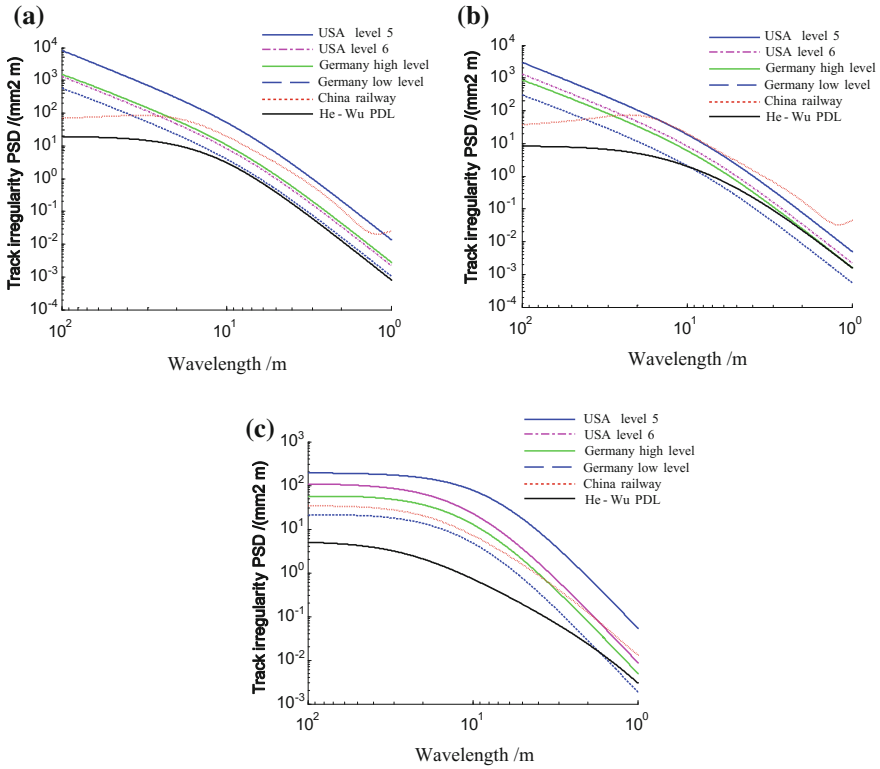 (a)
USA level 5
USA level 6
Germany high level
Germany low level
China railway
He - Wu PDL
Track irregularity PSD /(mm2 m)
10^4
10^3
10^2
10^1
10^0
10^-1
10^-2
10^-3
10^-4
10^2
10^1
10^0
Wavelength /m
(b)
USA level 5
USA level 6
Germany high level
Germany low level
China railway
He - Wu PDL
Track irregularity PSD /(mm2 m)
10^4
10^3
10^2
10^1
10^0
10^-1
10^-2
10^-3
10^-4
10^2
10^1
10^0
Wavelength /m
(c)
USA level 5
USA level 6
Germany high level
Germany low level
China railway
He - Wu PDL
Track irregularity PSD /(mm2 m)
10^3
10^2
10^1
10^0
10^-1
10^-2
10^-3
10^2
10^1
10^0
Wavelength /m